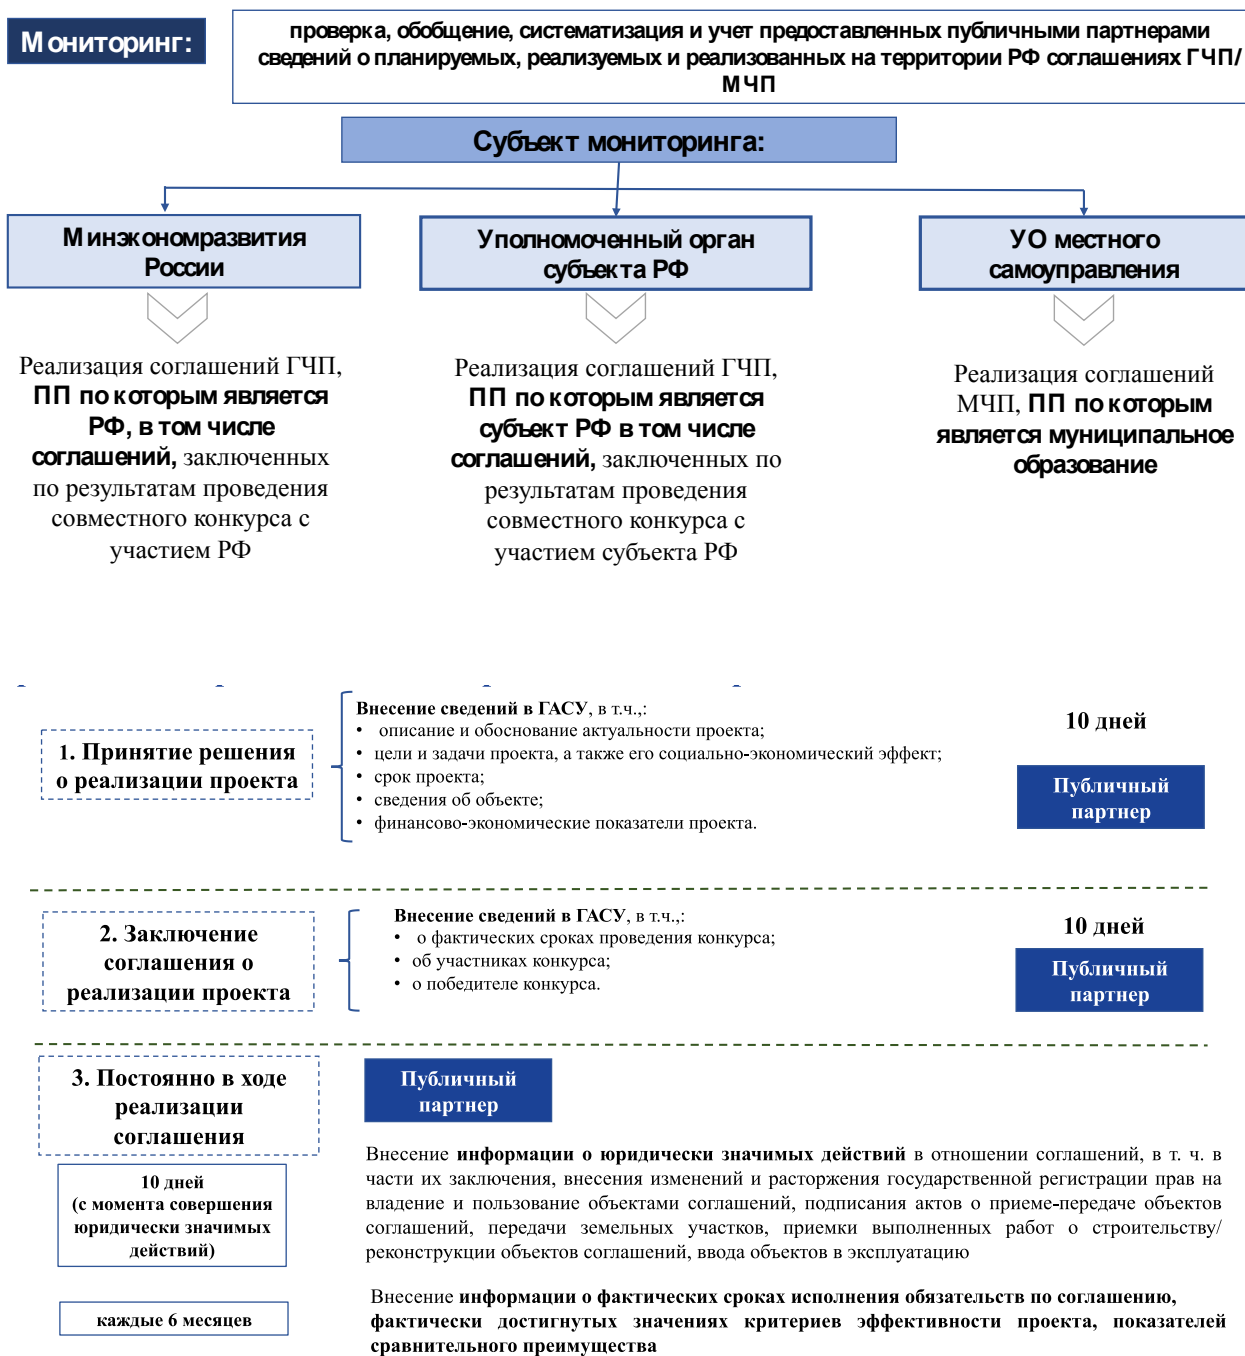 Мониторинг:
проверка, обобщение, систематизация и учет предоставленных публичными партнерами
сведений о планируемых, реализуемых и реализованных на территории РФ соглашениях ГЧП/
МЧП
Субъект мониторинга:
Минэкономразвития
России
Уполномоченный орган
субъекта РФ
УО местного
самоуправления
Реализация соглашений ГЧП,
ПП по которым является
РФ, в том числе
соглашений, заключенных
по результатам проведения
совместного конкурса с
участием РФ
Реализация соглашений ГЧП,
ПП по которым является
субъект РФ в том числе
соглашений, заключенных по
результатам проведения
совместного конкурса с
участием субъекта РФ
Реализация соглашений
МЧП, ПП по которым
является муниципальное
образование
1. Принятие решения
о реализации проекта
Внесение сведений в ГАСУ, в т.ч.,:
• описание и обоснование актуальности проекта;
• цели и задачи проекта, а также его социально-экономический эффект;
• срок проекта;
• сведения об объекте;
• финансово-экономические показатели проекта.
10 дней
Публичный
партнер
2. Заключение
соглашения о
реализации проекта
Внесение сведений в ГАСУ, в т.ч.,:
• о фактических сроках проведения конкурса;
• об участниках конкурса;
• о победителе конкурса.
10 дней
Публичный
партнер
3. Постоянно в ходе
реализации
соглашения
Публичный
партнер
10 дней
(с момента совершения
юридически значимых
действий)
Внесение информации о юридически значимых действий в отношении соглашений, в т. ч. в
части их заключения, внесения изменений и расторжения государственной регистрации прав на
владение и пользование объектами соглашений, подписания актов о приеме-передаче объектов
соглашений, передачи земельных участков, приемки выполненных работ о строительству/
реконструкции объектов соглашений, ввода объектов в эксплуатацию
каждые 6 месяцев
Внесение информации о фактических сроках исполнения обязательств по соглашению,
фактически достигнутых значениях критериев эффективности проекта, показателей
сравнительного преимущества